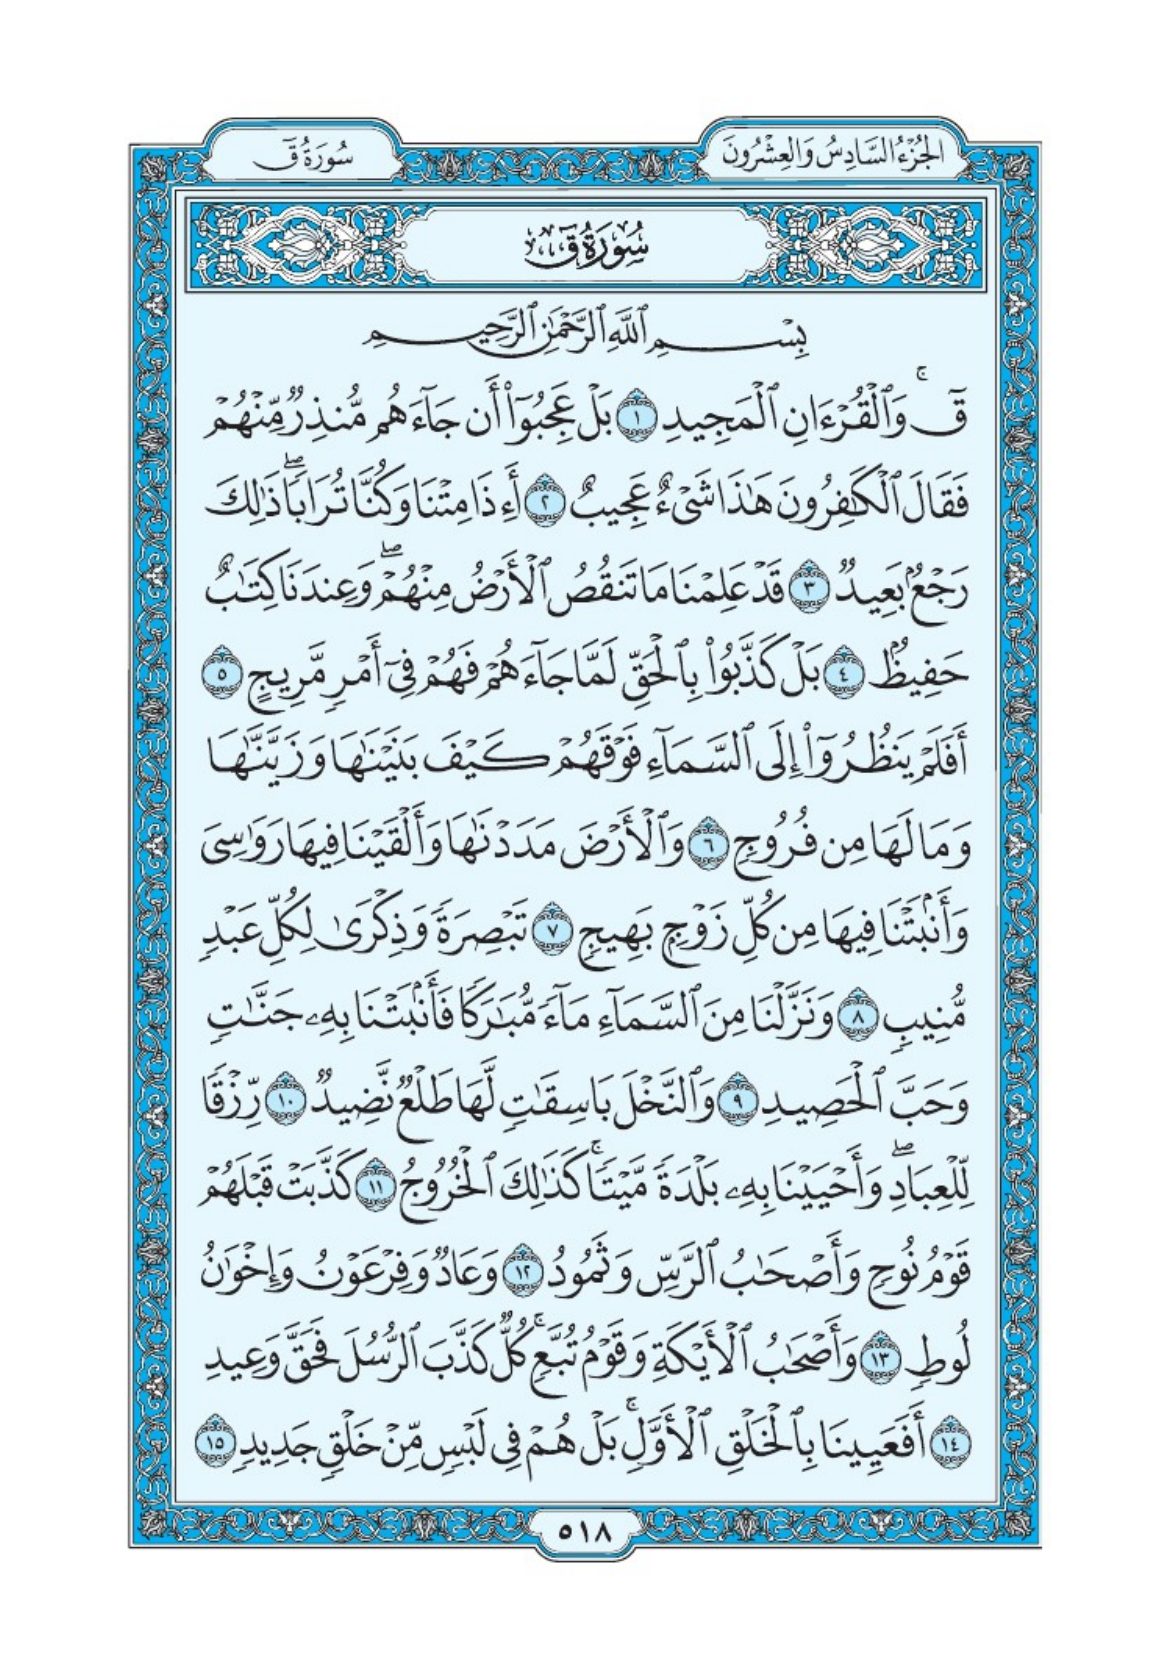 الجُزْءُ السَّادِسُ وَالعِشْرُونَ
سُورَةُ قٓ
سُورَةُ قٓ
بِسْمِ ٱللَّهِ ٱلرَّحْمَٰنِ ٱلرَّحِيمِ
قٓۚ وَٱلْقُرْءَانِ ٱلْمَجِيدِ ١ بَلْ عَجِبُوٓا۟ أَن جَآءَهُم مُّنذِرٌ مِّنْهُمْ
فَقَالَ ٱلْكَٰفِرُونَ هَٰذَا شَىْءٌ عَجِيبٌ ٢ أَءِذَا مِتْنَا وَكُنَّا تُرَابًاۖ ذَٰلِكَ
رَجْعٌۢ بَعِيدٌ ٣ قَدْ عَلِمْنَا مَا تَنقُصُ ٱلْأَرْضُ مِنْهُمْۖ وَعِندَنَا كِتَٰبٌ
حَفِيظٌۢ ٤ بَلْ كَذَّبُوا۟ بِٱلْحَقِّ لَمَّا جَآءَهُمْ فَهُمْ فِىٓ أَمْرٍ مَّرِيجٍ ٥
أَفَلَمْ يَنظُرُوٓا۟ إِلَى ٱلسَّمَآءِ فَوْقَهُمْ كَيْفَ بَنَيْنَٰهَا وَزَيَّنَّٰهَا
وَمَا لَهَا مِن فُرُوجٍ ٦ وَٱلْأَرْضَ مَدَدْنَٰهَا وَأَلْقَيْنَا فِيهَا رَوَٰسِىَ
وَأَنۢبَتْنَا فِيهَا مِن كُلِّ زَوْجٍۭ بَهِيجٍ ٧ تَبْصِرَةً وَذِكْرَىٰ لِكُلِّ عَبْدٍ
مُّنِيبٍ ٨ وَنَزَّلْنَا مِنَ ٱلسَّمَآءِ مَآءً مُّبَٰرَكًا فَأَنۢبَتْنَا بِهِۦ جَنَّٰتٍ
وَحَبَّ ٱلْحَصِيدِ ٩ وَٱلنَّخْلَ بَاسِقَٰتٍ لَّهَا طَلْعٌ نَّضِيدٌ ١٠ رِّزْقًا
لِّلْعِبَادِۖ وَأَحْيَيْنَا بِهِۦ بَلْدَةً مَّيْتًاۚ كَذَٰلِكَ ٱلْخُرُوجُ ١١ كَذَّبَتْ قَبْلَهُمْ
قَوْمُ نُوحٍ وَأَصْحَٰبُ ٱلرَّسِّ وَثَمُودُ ١٢ وَعَادٌ وَفِرْعَوْنُ وَإِخْوَٰنُ
لُوطٍ ١٣ وَأَصْحَٰبُ ٱلْأَيْكَةِ وَقَوْمُ تُبَّعٍۚ كُلٌّ كَذَّبَ ٱلرُّسُلَ فَحَقَّ وَعِيدِ
١٤ أَفَعَيِينَا بِٱلْخَلْقِ ٱلْأَوَّلِۚ بَلْ هُمْ فِى لَبْسٍ مِّنْ خَلْقٍ جَدِيدٍ ١٥
٥١٨